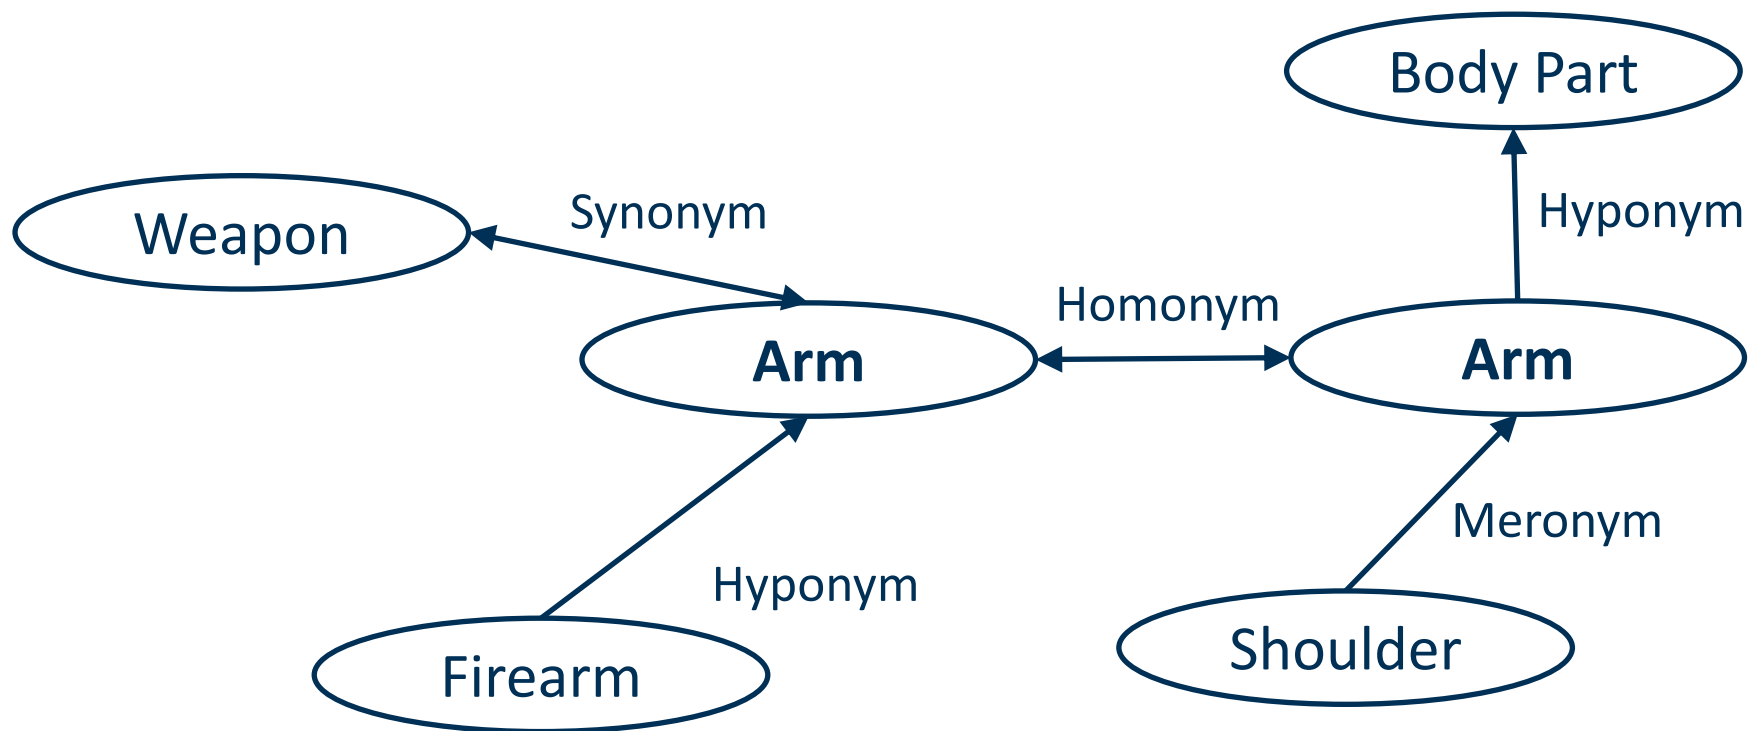 Body Part
Weapon
Synonym
Hyponym
Homonym
Arm
Arm
Meronym
Hyponym
Firearm
Shoulder